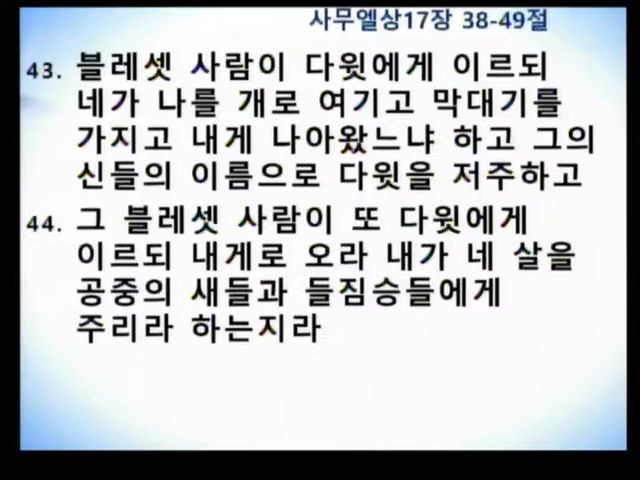 사무엘상17장 38-49절
43. 블레셋 사람이 다윗에게 이르되
네가 나를 개로 여기고 막대기를
가지고 내게 나아왔느냐 하고 그의
신들의 이름으로 다윗을 저주하고
44. 그 블레셋 사람이 또 다윗에게
이르되 내게로 오라 내가 네 살을
공중의 새들과 들짐승들에게
주리라 하는지라